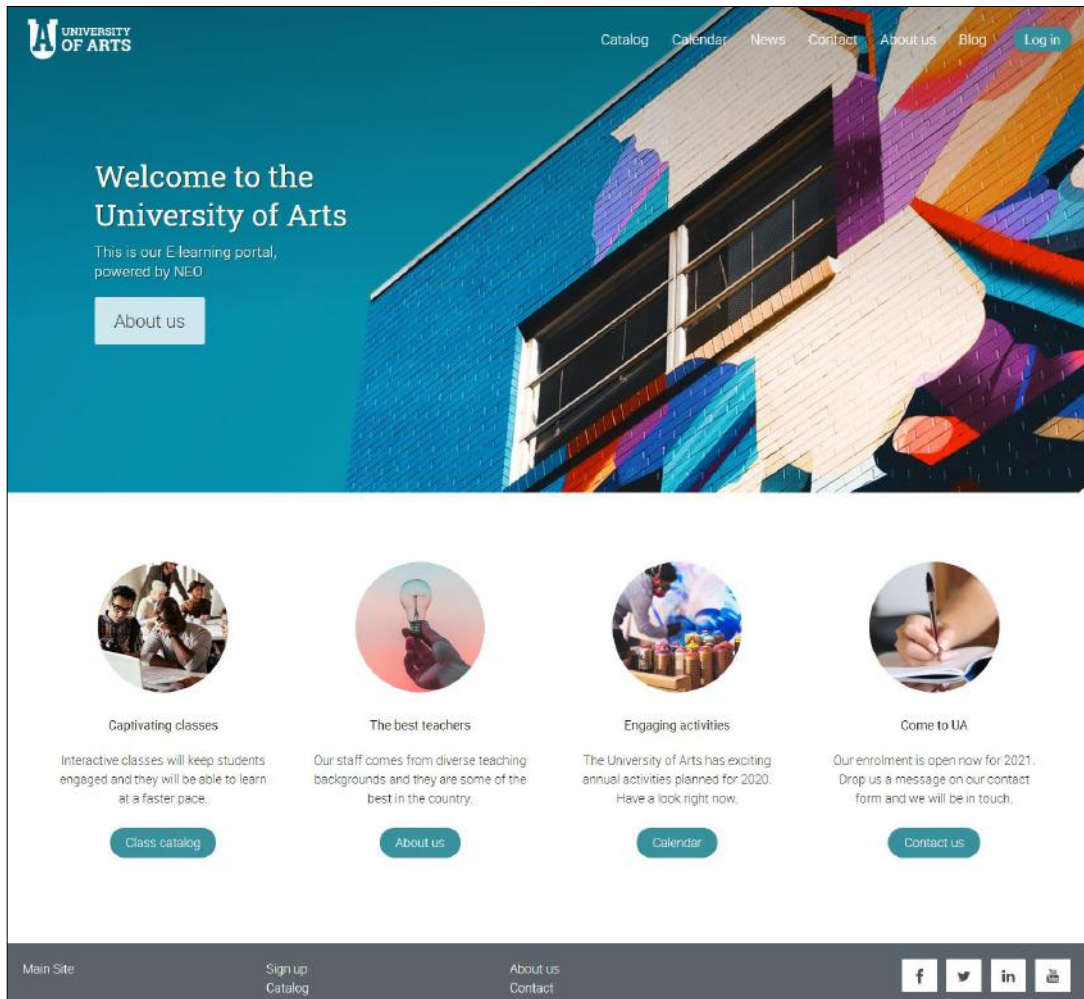 UNIVERSITY
OF ARTS
Catalog Calendar News Contact About us Blog Log in
Welcome to the
University of Arts
This is our E-learning portal,
powered by NEO
About us
Captivating classes
Interactive classes will keep students
engaged and they will be able to learn
at a faster pace.
Class catalog
The best teachers
Our staff comes from diverse teaching
backgrounds and they are some of the
best in the country.
About us
Engaging activities
The University of Arts has exciting
annual activities planned for 2020.
Have a look right now.
Calendar
Come to UA
Our enrolment is open now for 2021.
Drop us a message on our contact
form and we will be in touch.
Contact us
Main Site
Sign up
Catalog
About us
Contact